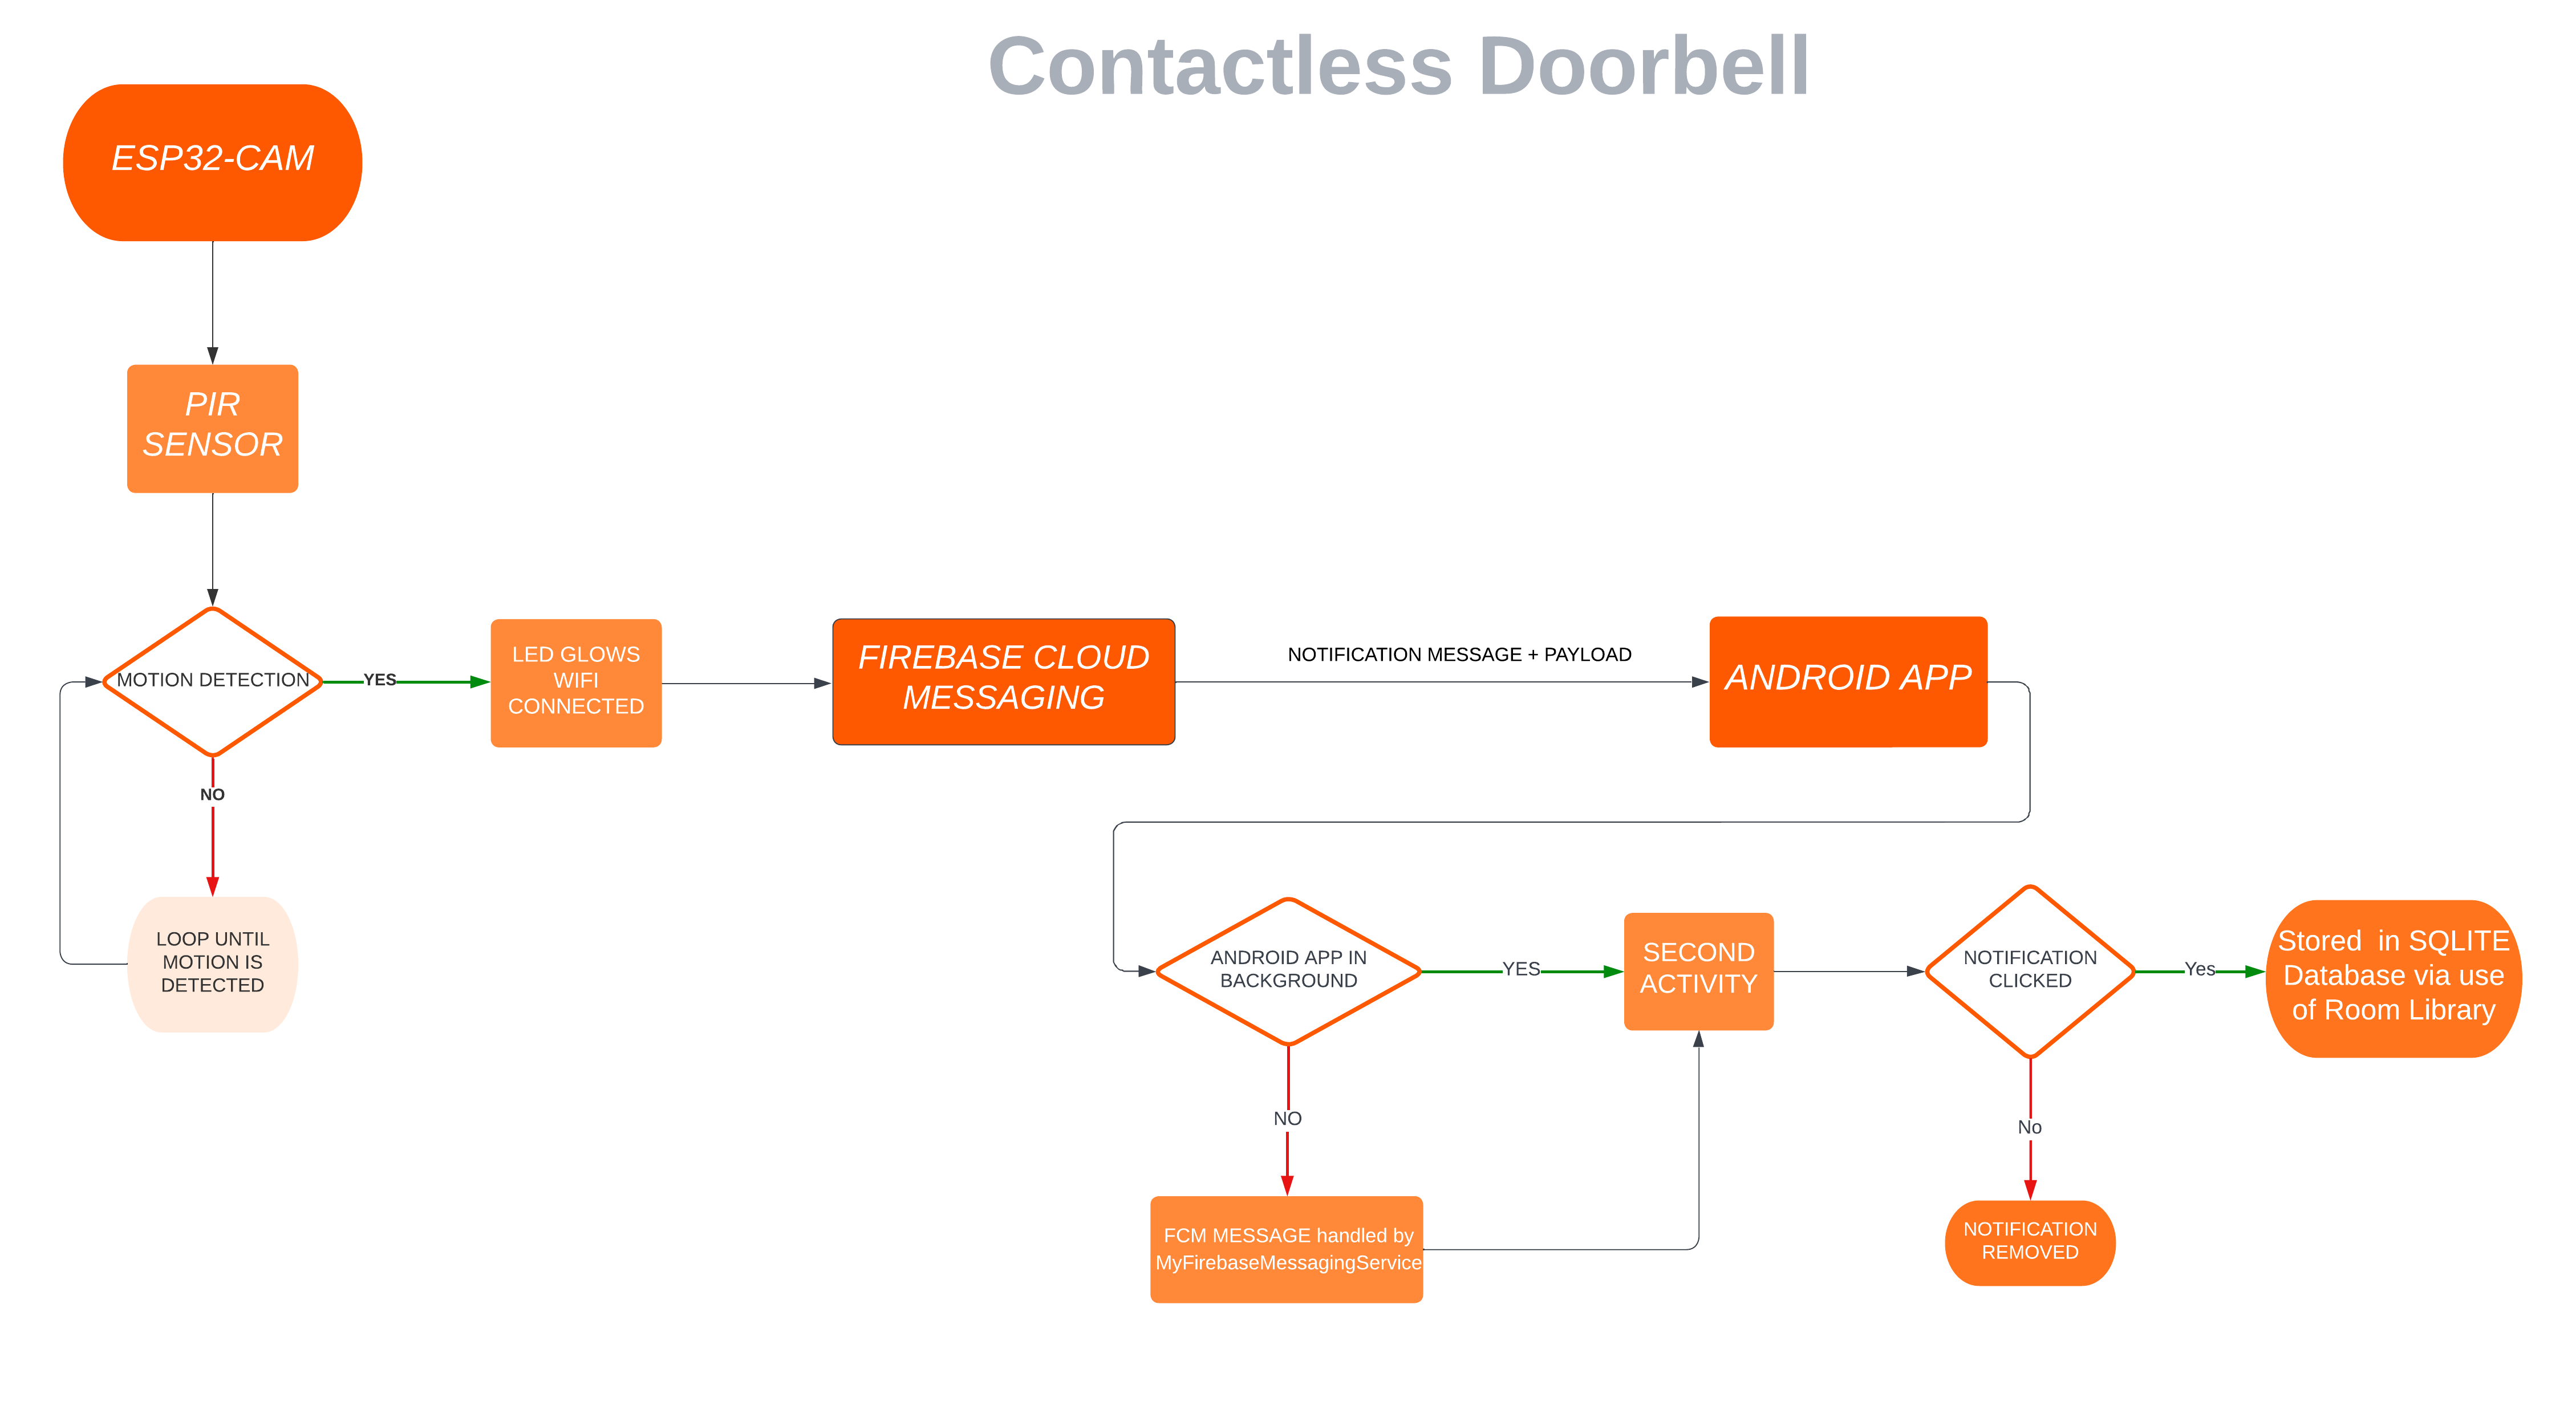 Contactless Doorbell
ESP32-CAM
PIR
SENSOR
MOTION DETECTION
YES
LED GLOWS
WIFI
CONNECTED
FIREBASE CLOUD
MESSAGING
NOTIFICATION MESSAGE + PAYLOAD
ANDROID APP
NO
LOOP UNTIL
MOTION IS
DETECTED
ANDROID APP IN
BACKGROUND
YES
SECOND
ACTIVITY
NOTIFICATION
CLICKED
Yes
Stored  in SQLITE
Database via use
of Room Library
NO
No
FCM MESSAGE handled by
MyFirebaseMessagingService
NOTIFICATION
REMOVED